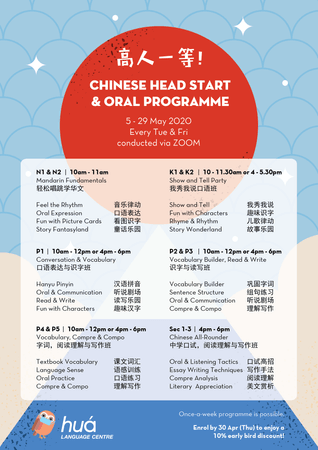 高人一等!
CHINESE HEAD START
& ORAL PROGRAMME
5 - 29 May 2020
Every Tue & Fri
conducted via ZOOM
N1 & N2 | 10am - 11am
Mandarin Fundamentals
轻松唱跳学华文
Feel the Rhythm 音乐律动
Oral Expression 口语表达
Fun with Picture Cards 看图识字
Story Fantasyland 童话乐园
K1 & K2 | 10 - 11.30am or 4 - 5.30pm
Show and Tell Party
我秀我说口语班
Show and Tell 我秀我说
Fun with Characters 趣味识字
Rhyme & Rhythm 儿歌律动
Story Wonderland 故事乐园
P1 | 10am - 12pm or 4pm - 6pm
Conversation & Vocabulary
口语表达与识字班
Hanyu Pinyin 汉语拼音
Oral & Communication 听说剧场
Read & Write 读写乐园
Fun with Characters 趣味汉字
P2 & P3 | 10am - 12pm or 4pm - 6pm
Vocabulary Builder, Read & Write
识字与读写班
Vocabulary Builder 巩固字词
Sentence Structure 组句练习
Oral & Communication 听说剧场
Compre & Compo 理解写作
P4 & P5 | 10am - 12pm or 4pm - 6pm
Vocabulary, Compre & Compo
字词，阅读理解与写作班
Textbook Vocabulary 课文词汇
Language Sense 语感训练
Oral Practice 口语练习
Compre & Compo 理解写作
Sec 1-3 | 4pm - 6pm
Chinese All-Rounder
中学口试，阅读理解与写作班
Oral & Listening Tactics 口试高招
Essay Writing Techniques 写作手法
Compre Analysis 阅读理解
Literary Appreciation 美文赏析
huá
LANGUAGE CENTRE
Once-a-week programme is possible.
Enrol by 30 Apr (Thu) to enjoy a
10% early bird discount!